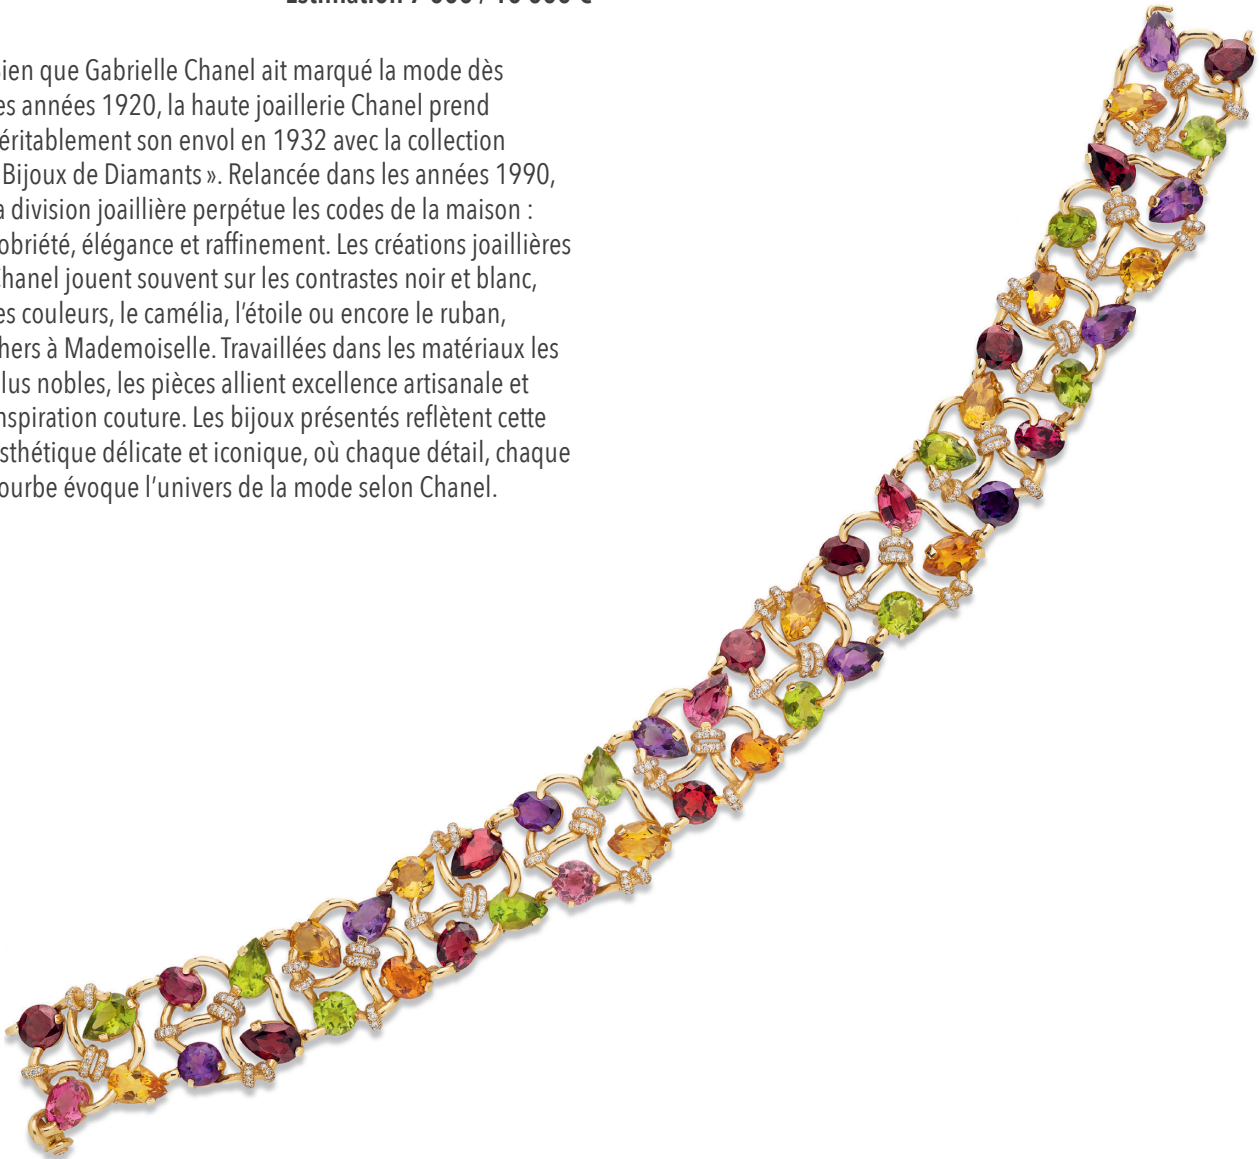 Estimation 000 / 000 €
Bien que Gabrielle Chanel ait marqué la mode dès
es années 1920, la haute joaillerie Chanel prend
éritablement son envol en 1932 avec la collection
Bijoux de Diamants ». Relancée dans les années 1990,
a division joaillière perpétue les codes de la maison :
obriété, élégance et raffinement. Les créations joaillières
hanel jouent souvent sur les contrastes noir et blanc,
es couleurs, le camélia, l'étoile ou encore le ruban,
hers à Mademoiselle. Travaillées dans les matériaux les
lus nobles, les pièces allient excellence artisanale et
nspiration couture. Les bijoux présentés reflètent cette
sthétique délicate et iconique, où chaque détail, chaque
ourbe évoque l'univers de la mode selon Chanel.